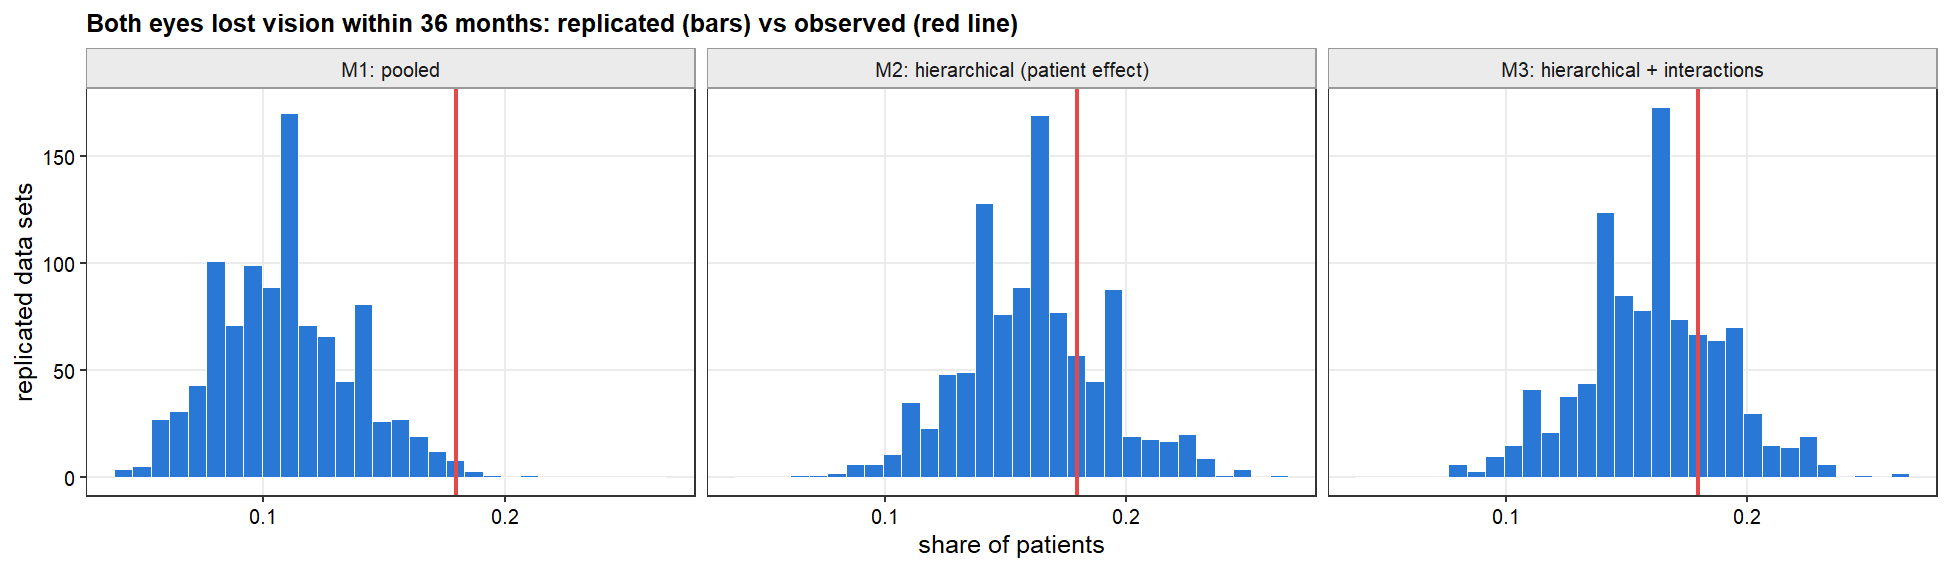 Both eyes lost vision within 36 months: replicated (bars) vs observed (red line)
M1: pooled
M2: hierarchical (patient effect)
M3: hierarchical + interactions
replicated data sets
150
100
50
0
0.1
0.2
0.1
0.2
0.1
0.2
share of patients